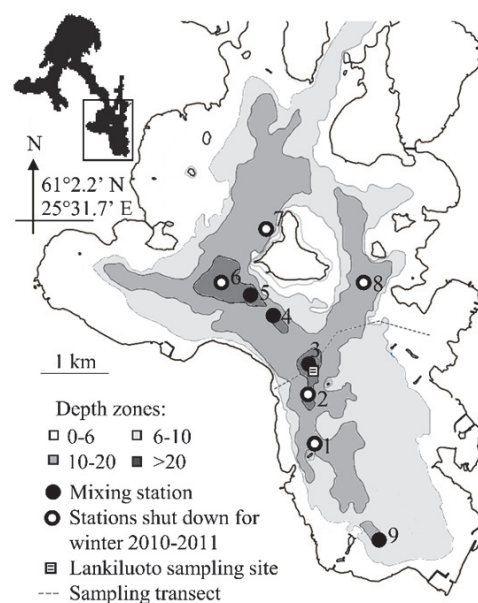 N
61°2.2’ N
25°31.7’ E
7
6
5
8
4
3
1 km
2
1
9
Depth zones:
0-6 6-10
10-20 >20
Mixing station
Stations shut down for
winter 2010-2011
Lankiluoto sampling site
Sampling transect